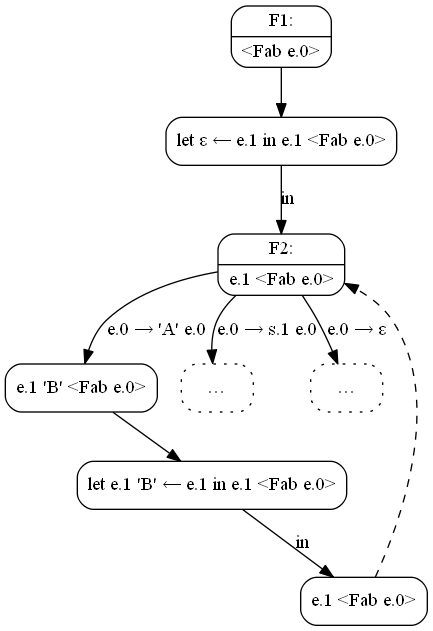 F1:
<Fab e.0>
let ε ← e.1 in e.1 <Fab e.0>
in
F2:
e.1 <Fab e.0>
e.0 → 'A' e.0
e.0 → s.1 e.0
e.0 → ε
e.1 'B' <Fab e.0>
...
...
let e.1 'B' ← e.1 in e.1 <Fab e.0>
in
e.1 <Fab e.0>